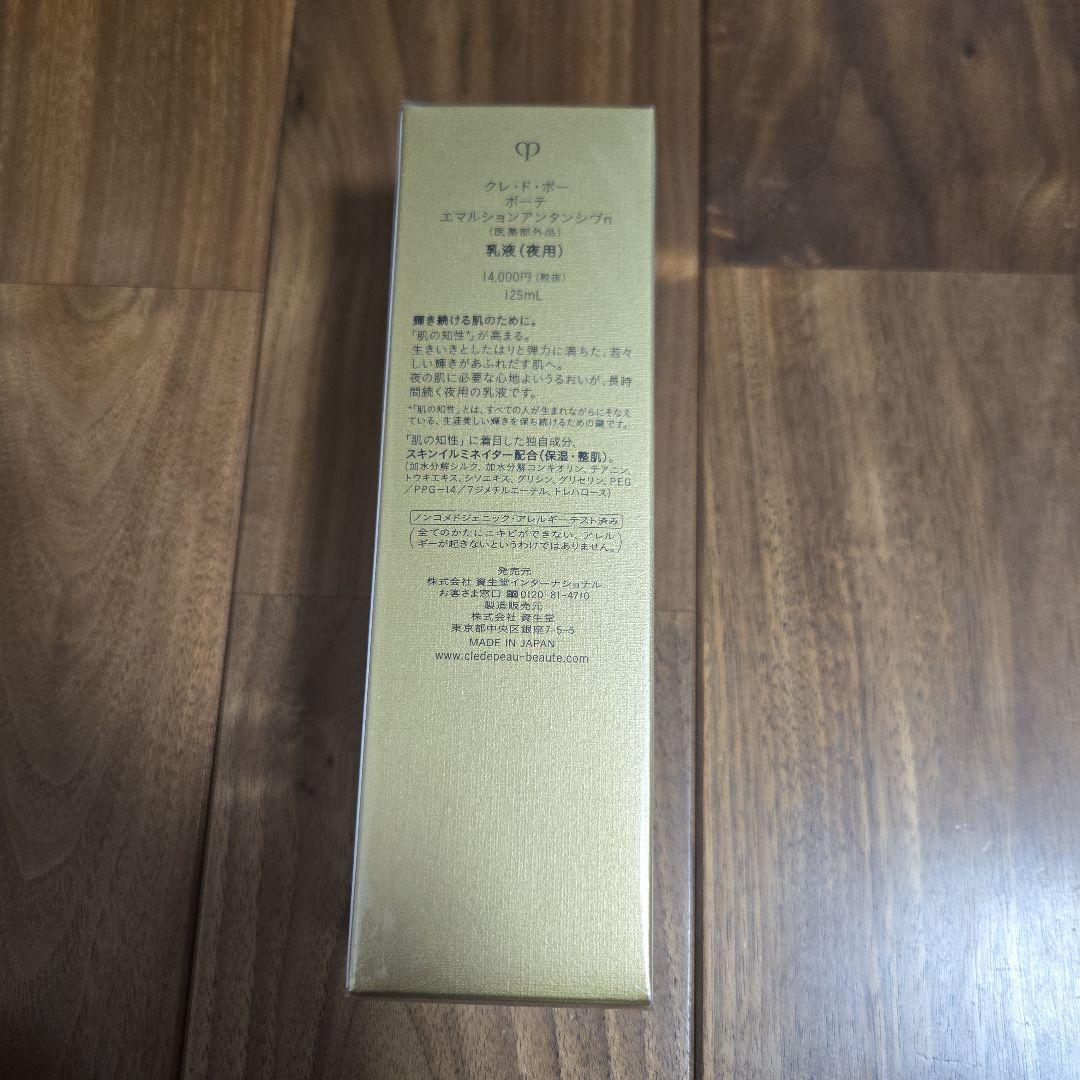 クレ・ド・ポー
ボーテ
エマルションアンタンシヴn
(医薬部外品)
乳液(夜用)
14,000円(税抜)
125mL
輝き続ける肌のために。
「肌の知性*」が高まる。
生きいきとしたはりと弾力に満ちた、若々
しい輝きがあふれだす肌へ。
夜の肌に必要な心地よいうるおいが、長時
間続く夜用の乳液です。
*「肌の知性」とは、すべての人が生まれながらにそなえ
ている、生涯美しい輝きを保ち続けるための鍵です。
「肌の知性」に着目した独自成分、
スキンイルミネイター配合(保湿・整肌)。
(加水分解シルク、加水分解コンキオリン、テアニン、
トウキエキス、シソエキス、グリシン、グリセリン、PEG
/PPG-14/7ジメチルエーテル、トレハロース)
ノンコメドジェニック・アレルギーテスト済み
(全てのかたにニキビができない、アレル
ギーが起きないというわけではありません。)
発売元
株式会社 資生堂インターナショナル
お客さま窓口 0120 81-4710
製造販売元
株式会社 資生堂
東京都中央区銀座7-5-5
MADE IN JAPAN
www.cledepeau-beaute.com